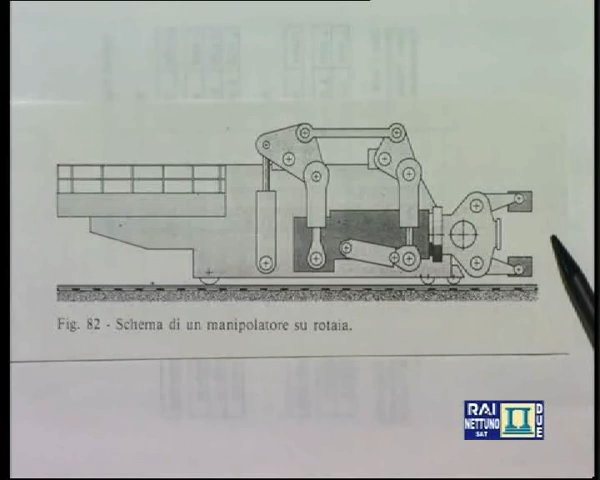 Fig. 82 - Schema di un manipolatore su rotaia.
RAI
NETTUNO
SAT
DUE